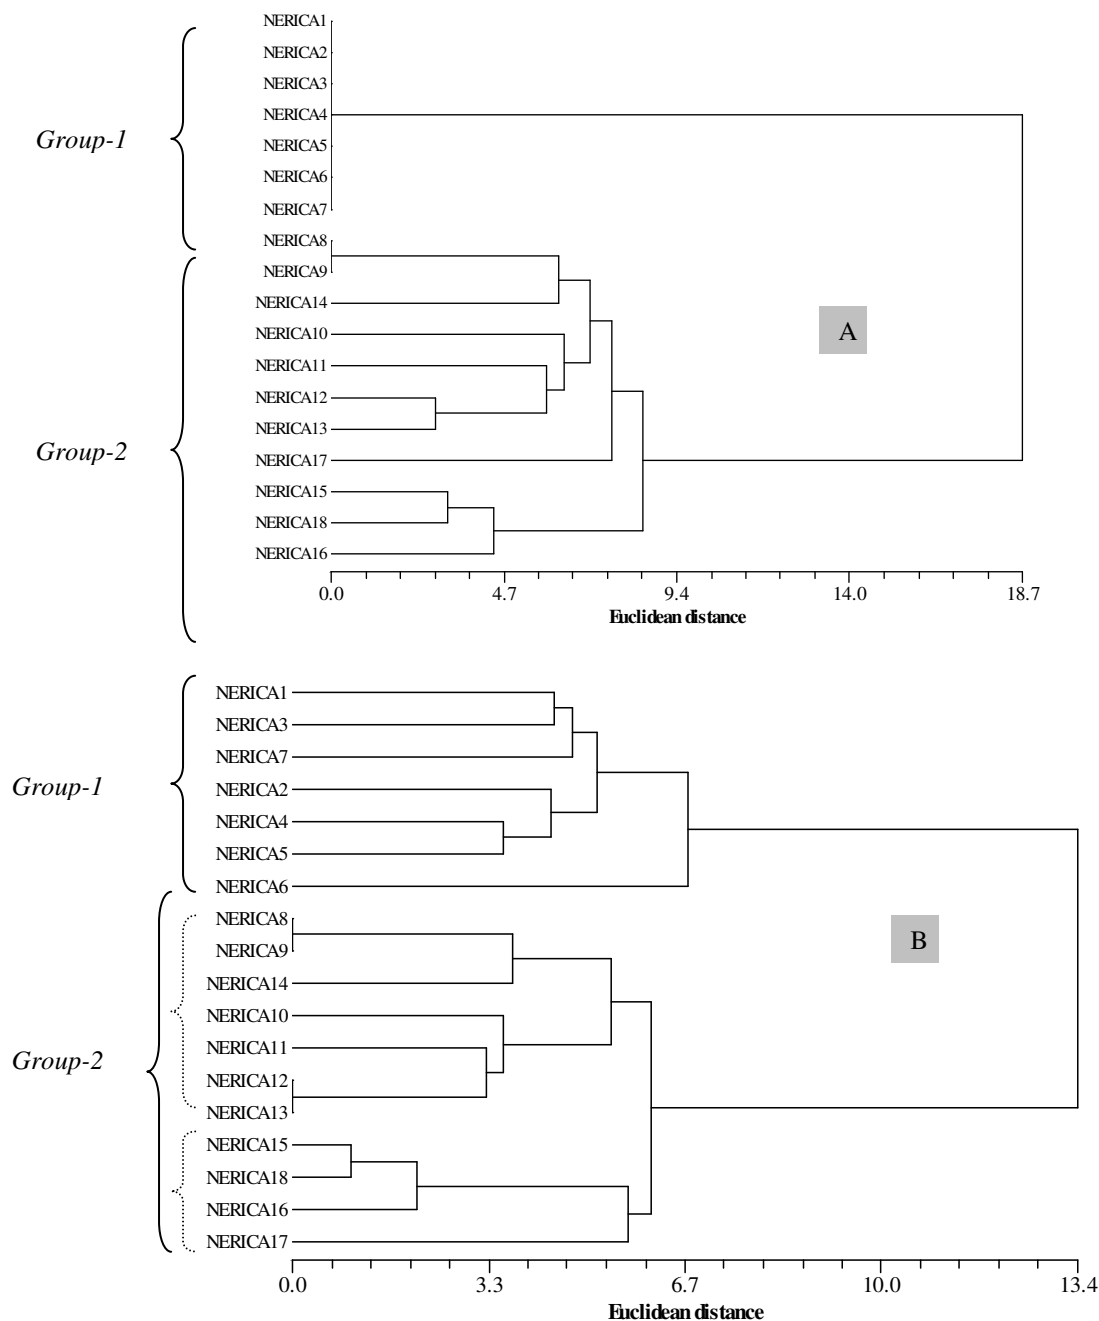 NERICA1
NERICA2
NERICA3
NERICA4
Group-1
NERICA5
NERICA6
NERICA7
NERICA8
NERICA9
NERICA14
NERICA10
A
NERICA11
NERICA12
NERICA13
Group-2
NERICA17
NERICA15
NERICA18
NERICA16
0.0 4.7 9.4 14.0 18.7
Euclidean distance
NERICA1
NERICA3
NERICA7
Group-1
NERICA2
NERICA4
NERICA5
NERICA6
NERICA8
B
NERICA9
NERICA14
NERICA10
NERICA11
Group-2
NERICA12
NERICA13
NERICA15
NERICA18
NERICA16
NERICA17
0.0 3.3 6.7 10.0 13.4
Euclidean distance